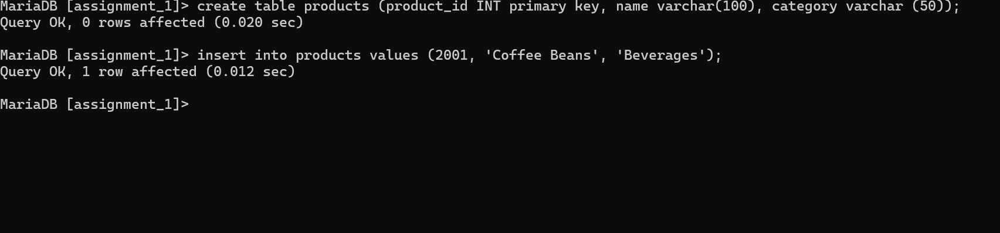 MariaDB [assignment_1]> create table products (product_id INT primary key, name varchar(100), category varchar (50));
Query OK, 0 rows affected (0.020 sec)
MariaDB [assignment_1]> insert into products values (2001, 'Coffee Beans', 'Beverages');
Query OK, 1 row affected (0.012 sec)
MariaDB [assignment_1]>